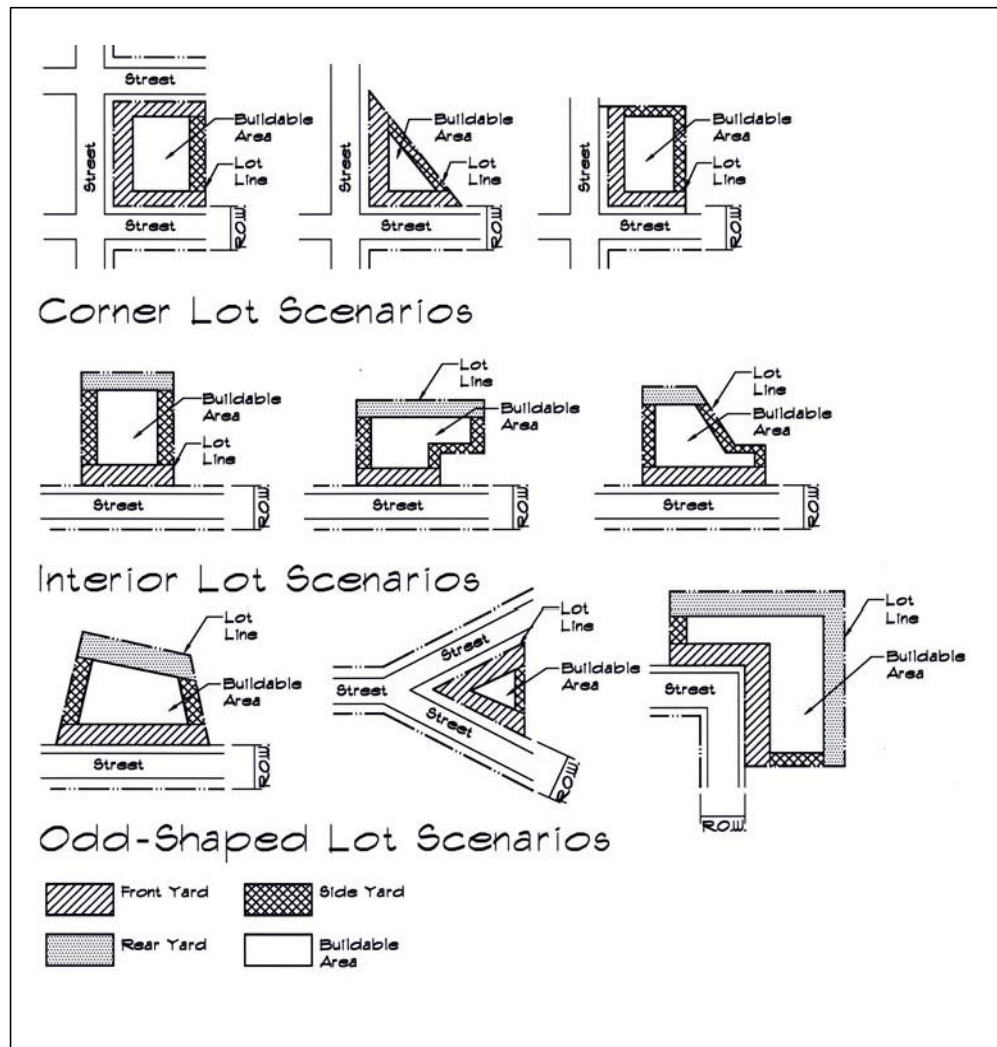 Street
Street
Street
Buildable
Area
Lot
Line
R.O.W.
Street
Street
Buildable
Area
Lot
Line
R.O.W.
Street
Street
Buildable
Area
Lot
Line
R.O.W.
Corner Lot Scenarios
Buildable
Area
Lot
Line
Street
R.O.W.
Lot
Line
Buildable
Area
Street
R.O.W.
Lot
Line
Buildable
Area
Street
R.O.W.
Interior Lot Scenarios
Lot
Line
Buildable
Area
Street
R.O.W.
Street
Street
Street
Lot
Line
Buildable
Area
R.O.W.
Lot
Line
Buildable
Area
Street
R.O.W.
Odd-Shaped Lot Scenarios
Front Yard
Side Yard
Rear Yard
Buildable
Area